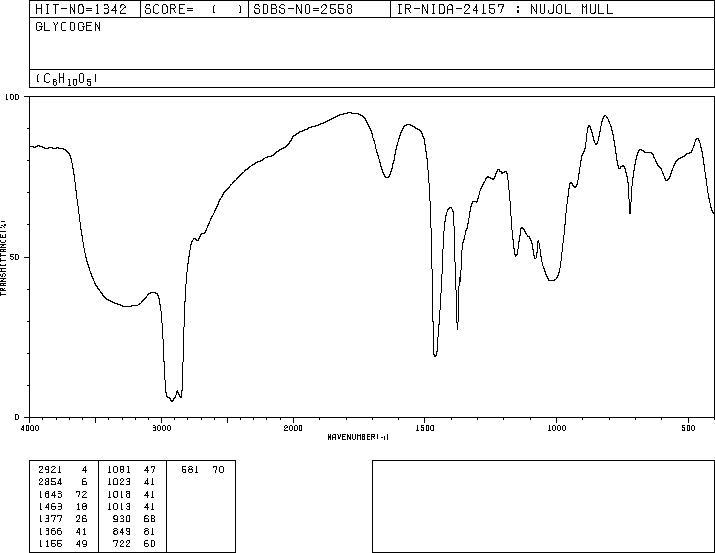 HIT-NO=1342 SCORE= ( ) SDBS-NO=2558 IR-NIDA-24157 : NUJOL MULL
GLYCOGEN
(C6H10O5)
100
50
0
TRANSMITTANCE(%)
4000 3000 2000 1500 1000 500
WAVENUMBER(-1)
2921 4 1081 47 581 70
2854 6 1023 41
1643 72 1018 41
1463 18 1013 41
1377 26 930 68
1366 41 849 81
1155 49 722 60